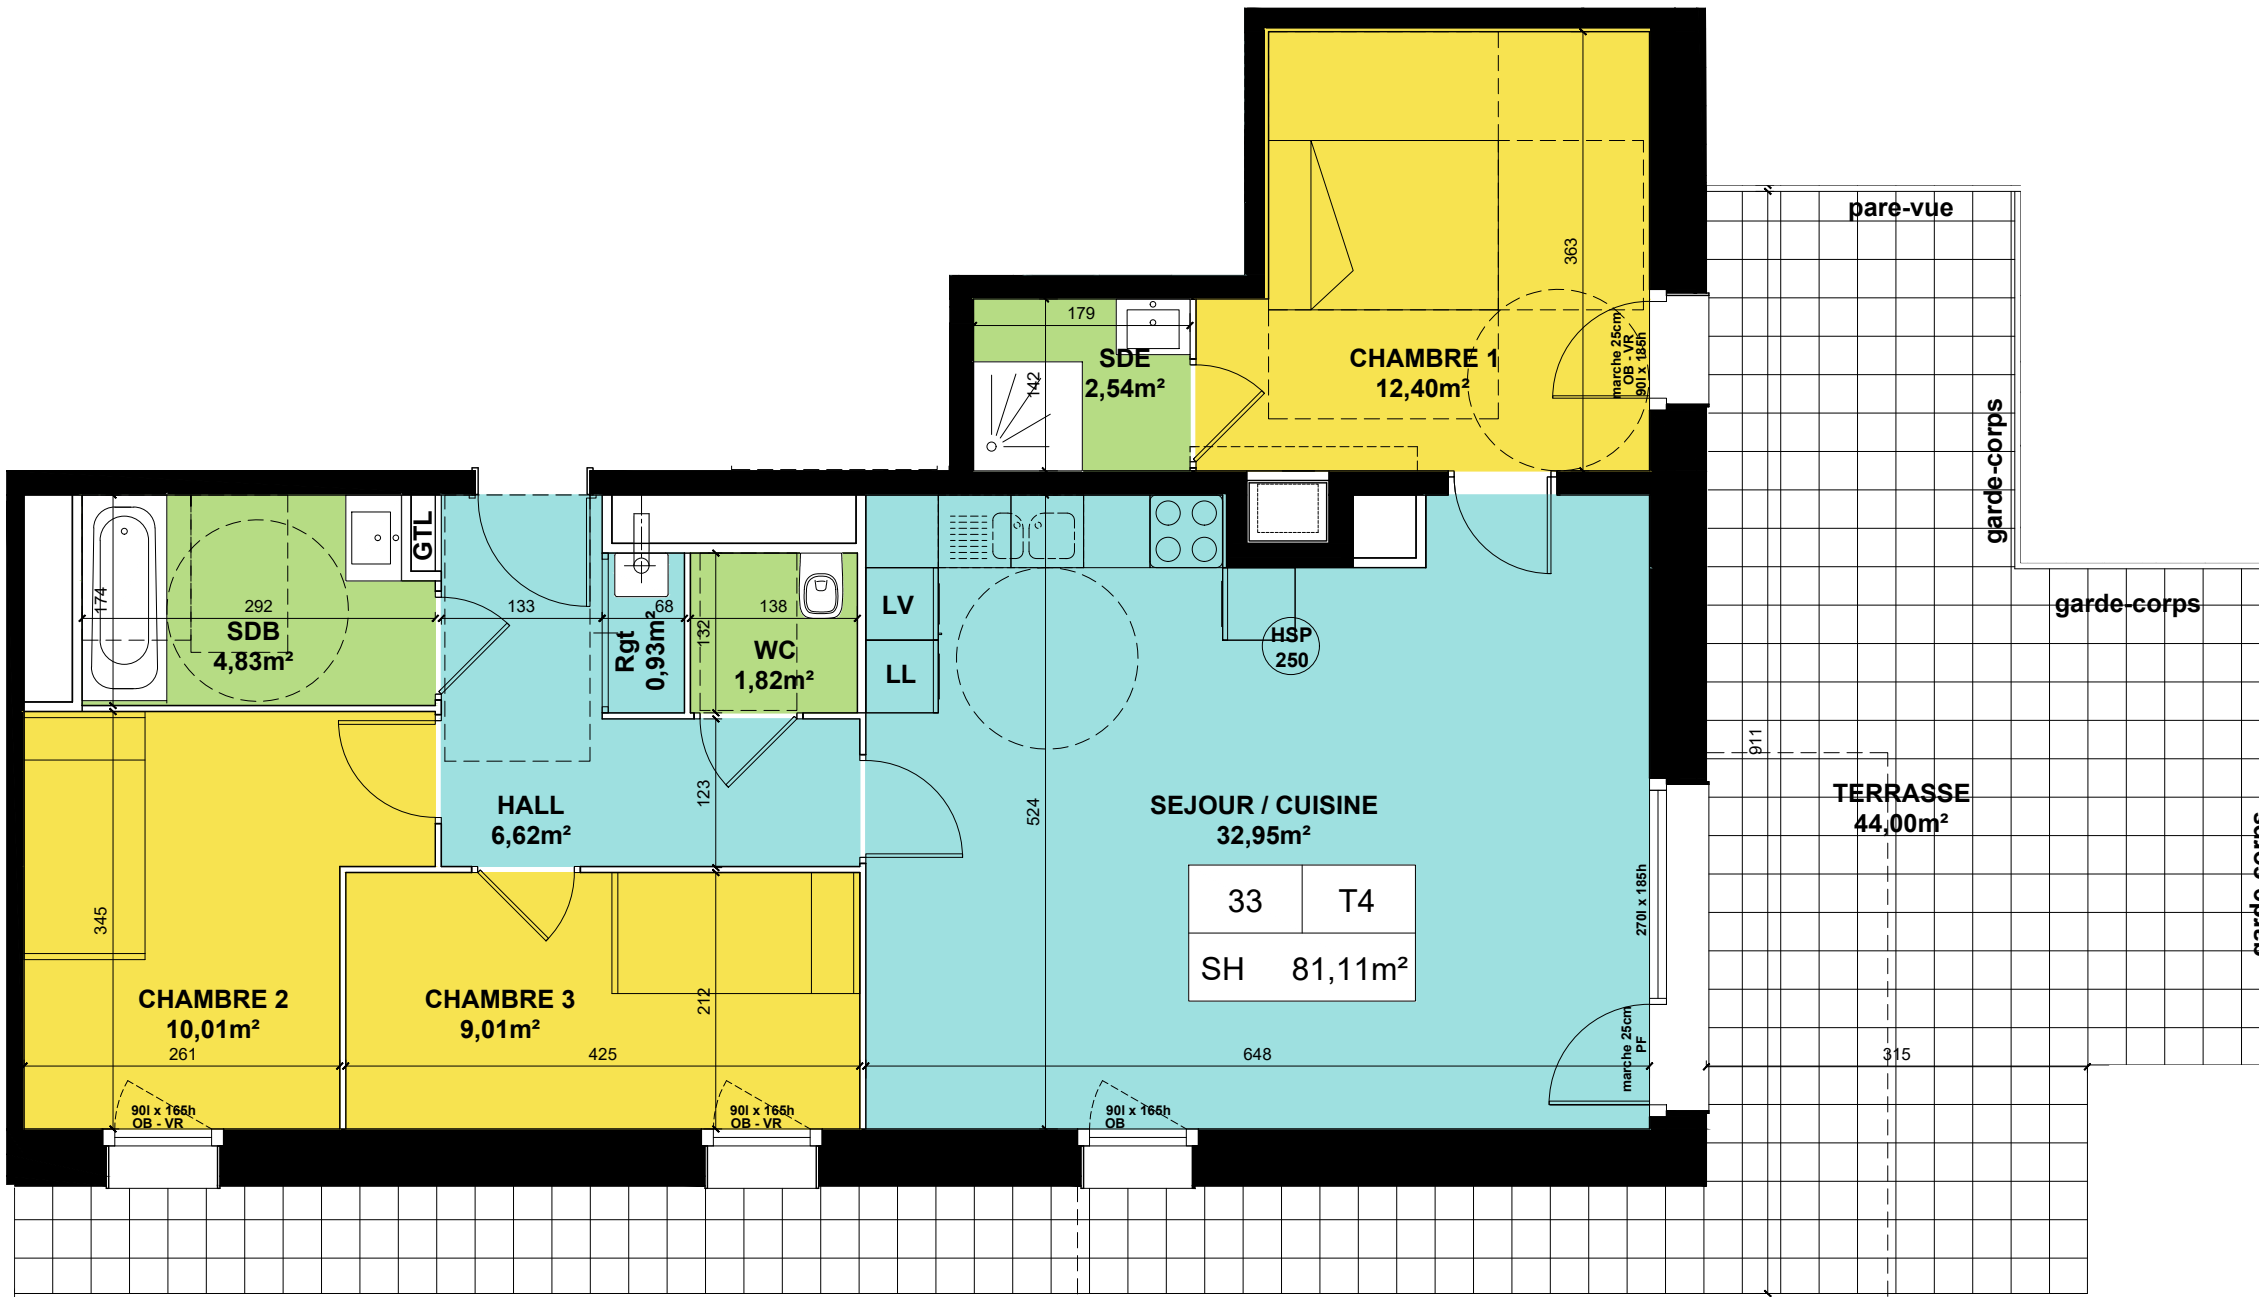 pare-vue
363
179
142
SDE
2,54m²
CHAMBRE 1
12,40m²
marche 25cm
OB - VR
90l x 185h
garde-corps
garde-corps
GTL
174
292
SDB
4,83m²
133
68
Rgt
0,93m²
138
132
WC
1,82m²
LV
LL
HSP
250
911
HALL
6,62m²
123
524
SEJOUR / CUISINE
32,95m²
TERRASSE
44,00m²
garde-corps
33
T4
SH
81,11m²
270l x 185h
345
CHAMBRE 2
10,01m²
261
CHAMBRE 3
9,01m²
212
425
648
marche 25cm
PF
315
90l x 165h
OB - VR
90l x 165h
OB - VR
90l x 165h
OB